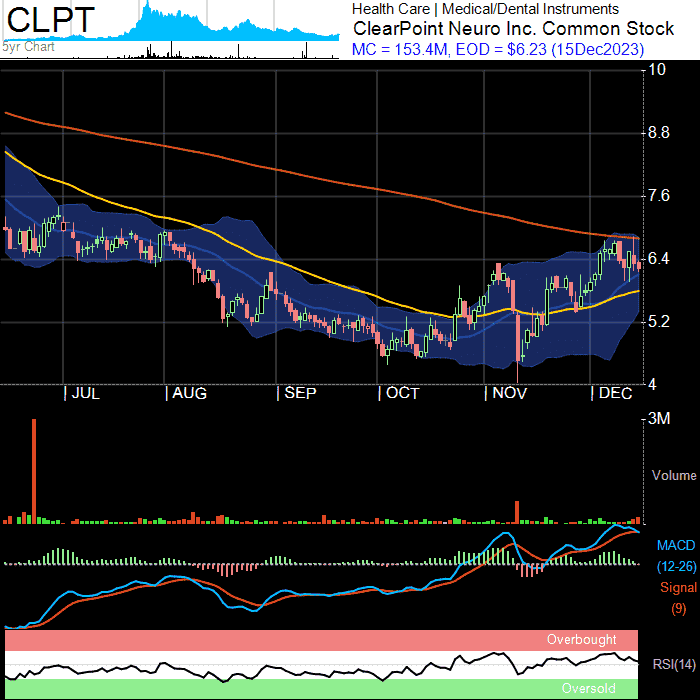 CLPT
5yr Chart
Health Care | Medical/Dental Instruments
ClearPoint Neuro Inc. Common Stock
MC = 153.4M, EOD = $6.23 (15Dec2023)
10
8.8
7.6
6.4
5.2
4
| JUL | AUG | SEP | OCT | NOV | DEC
3M
Volume
MACD
(12-26)
Signal
(9)
Overbought
RSI(14)
Oversold